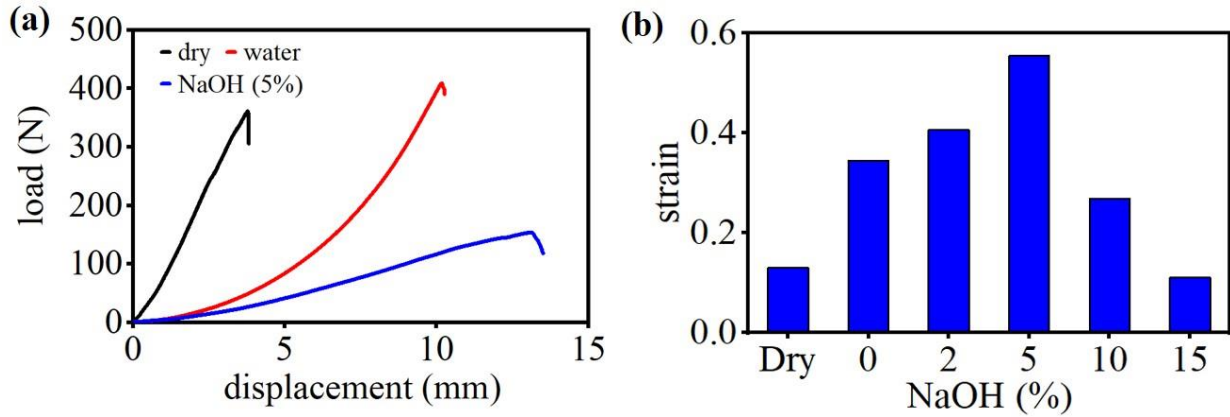 (a)
500
400
300
200
100
0
load (N)
dry water
NaOH (5%)
0 5 10 15
displacement (mm)
(b)
0.6
0.4
0.2
0.0
strain
Dry 0 2 5 10 15
NaOH (%)